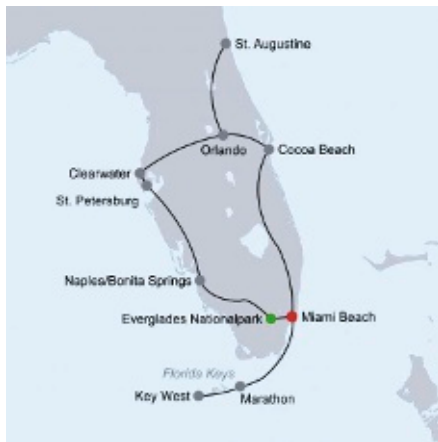 St. Augustine
Orlando
Cocoa Beach
Clearwater
St. Petersburg
Naples/Bonita Springs
Everglades Nationalpark
Miami Beach
Florida Keys
Key West
Marathon